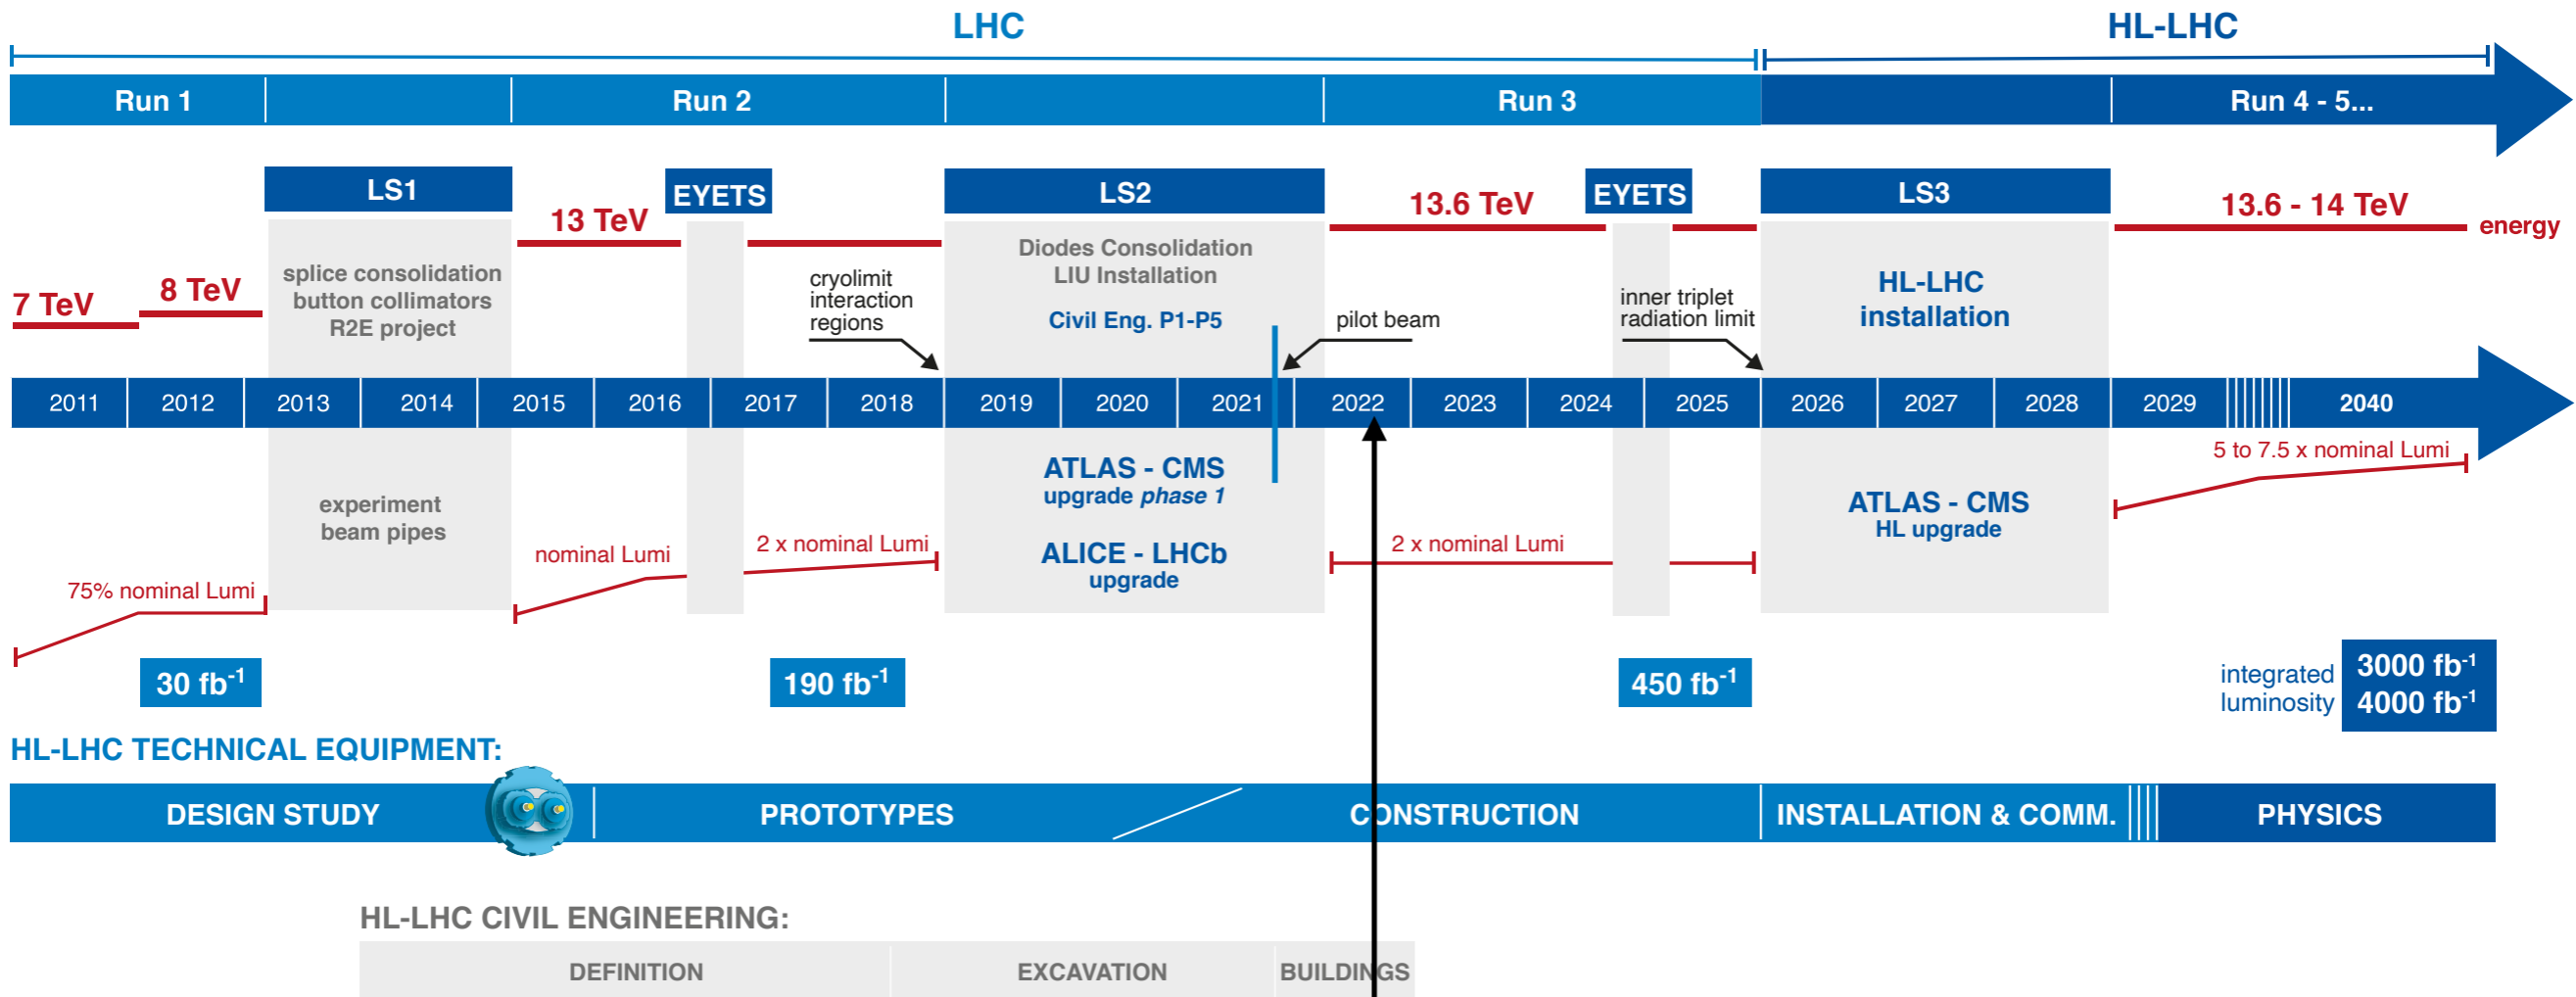 LHC
HL-LHC
Run 1
Run 2
Run 3
Run 4 - 5...
LS1
EYETS
LS2
EYETS
LS3
7 TeV
8 TeV
13 TeV
13.6 TeV
13.6 - 14 TeV
energy
splice consolidation
button collimators
R2E project
cryolimit
interaction
regions
Diodes Consolidation
LIU Installation
Civil Eng. P1-P5
pilot beam
inner triplet
radiation limit
HL-LHC
installation
2011
2012
2013
2014
2015
2016
2017
2018
2019
2020
2021
2022
2023
2024
2025
2026
2027
2028
2029
2040
experiment
beam pipes
ATLAS - CMS
upgrade phase 1
ALICE - LHCb
upgrade
ATLAS - CMS
HL upgrade
75% nominal Lumi
nominal Lumi
2 x nominal Lumi
2 x nominal Lumi
5 to 7.5 x nominal Lumi
30 fb-1
190 fb-1
450 fb-1
integrated
luminosity
3000 fb-1
4000 fb-1
HL-LHC TECHNICAL EQUIPMENT:
DESIGN STUDY
PROTOTYPES
CONSTRUCTION
INSTALLATION & COMM.
PHYSICS
HL-LHC CIVIL ENGINEERING:
DEFINITION
EXCAVATION
BUILDINGS